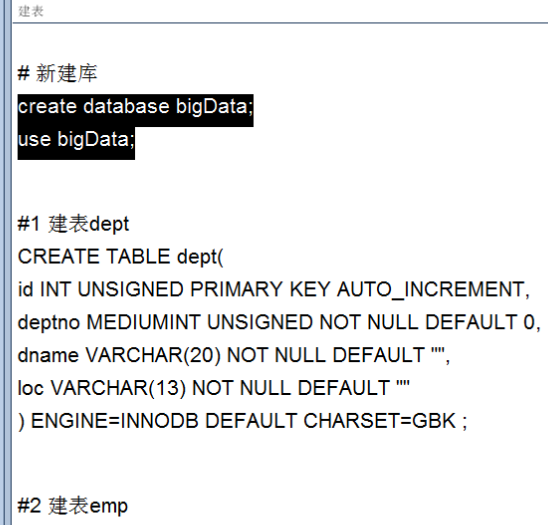 建表
# 新建库
create database bigData;
use bigData;
#1 建表dept
CREATE TABLE dept(
id INT UNSIGNED PRIMARY KEY AUTO_INCREMENT,
deptno MEDIUMINT UNSIGNED NOT NULL DEFAULT 0,
dname VARCHAR(20) NOT NULL DEFAULT "",
loc VARCHAR(13) NOT NULL DEFAULT ""
) ENGINE=INNODB DEFAULT CHARSET=GBK ;
#2 建表emp